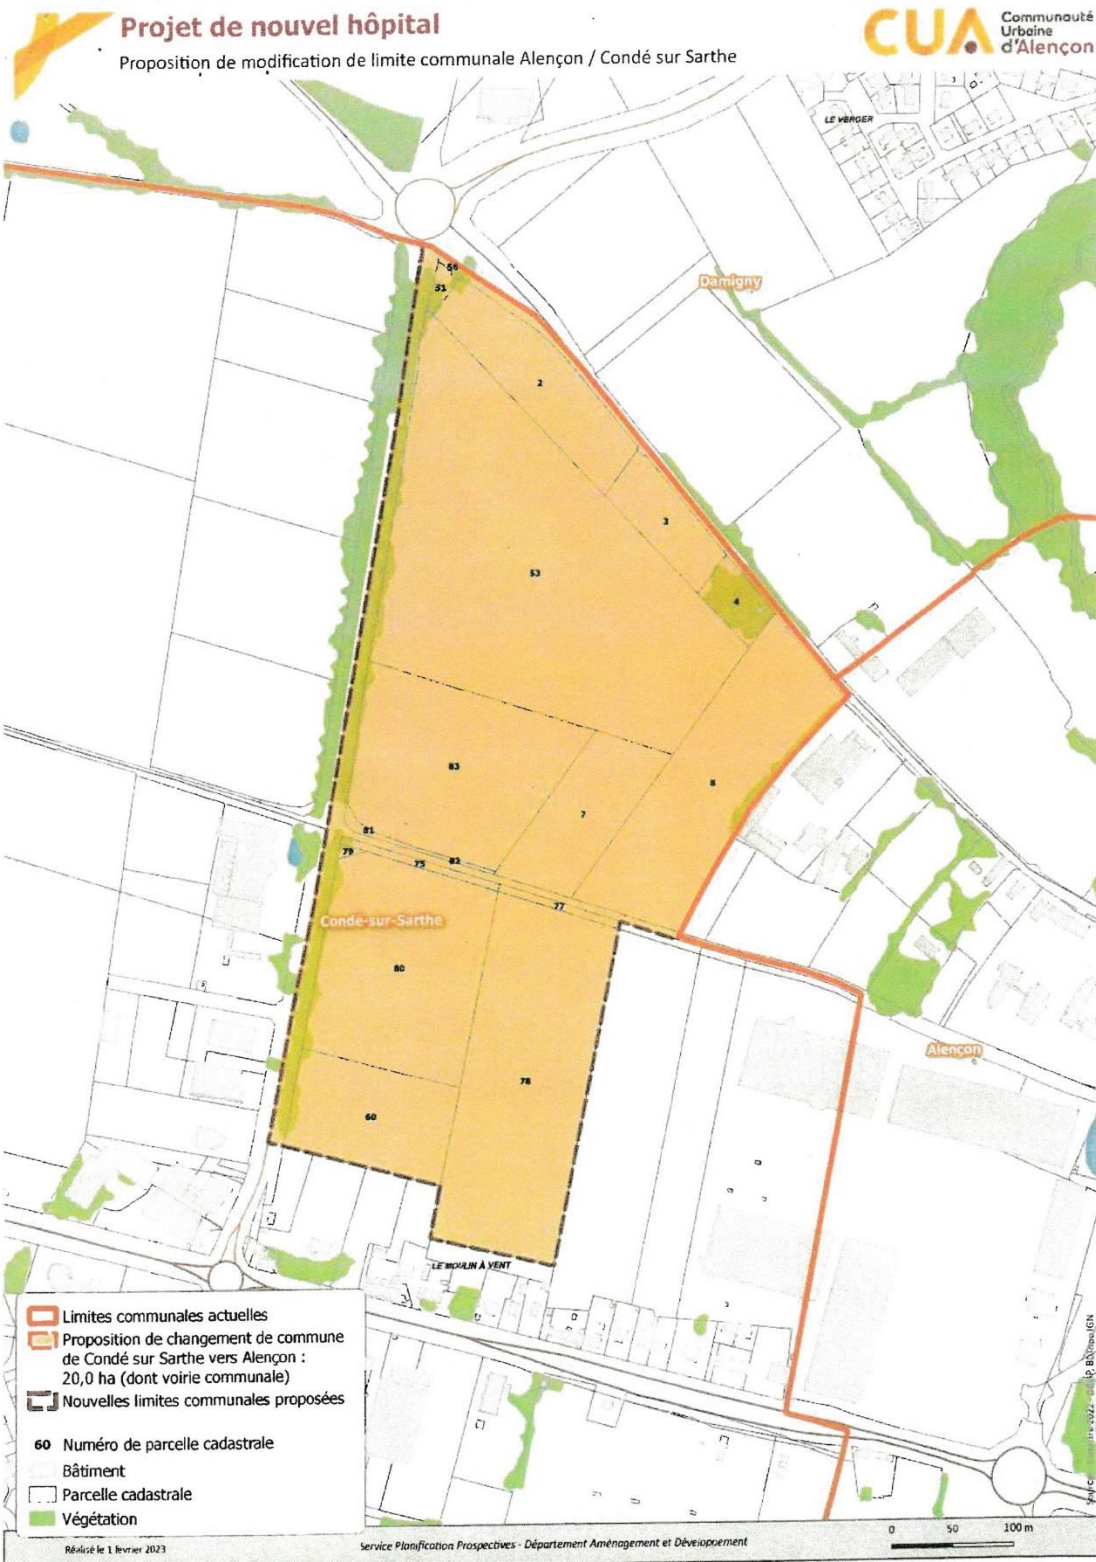 Projet de nouvel hôpital
Proposition de modification de limite communale Alençon / Condé sur Sarthe
CUA Communauté
Urbaine
d'Alençon
LE VERGER
Damigny
56
51
2
3
53
4
83
7
81
79
75
82
77
Condé-sur-Sarthe
80
Alençon
78
60
LE MOULIN À VENT
Limites communales actuelles
Proposition de changement de commune
de Condé sur Sarthe vers Alençon :
20,0 ha (dont voirie communale)
Nouvelles limites communales proposées
60 Numéro de parcelle cadastrale
Bâtiment
Parcelle cadastrale
Végétation
Réalisé le 1 fevrier 2023
Service Planification Prospectives - Département Aménagement et Développement
0 50 100 m